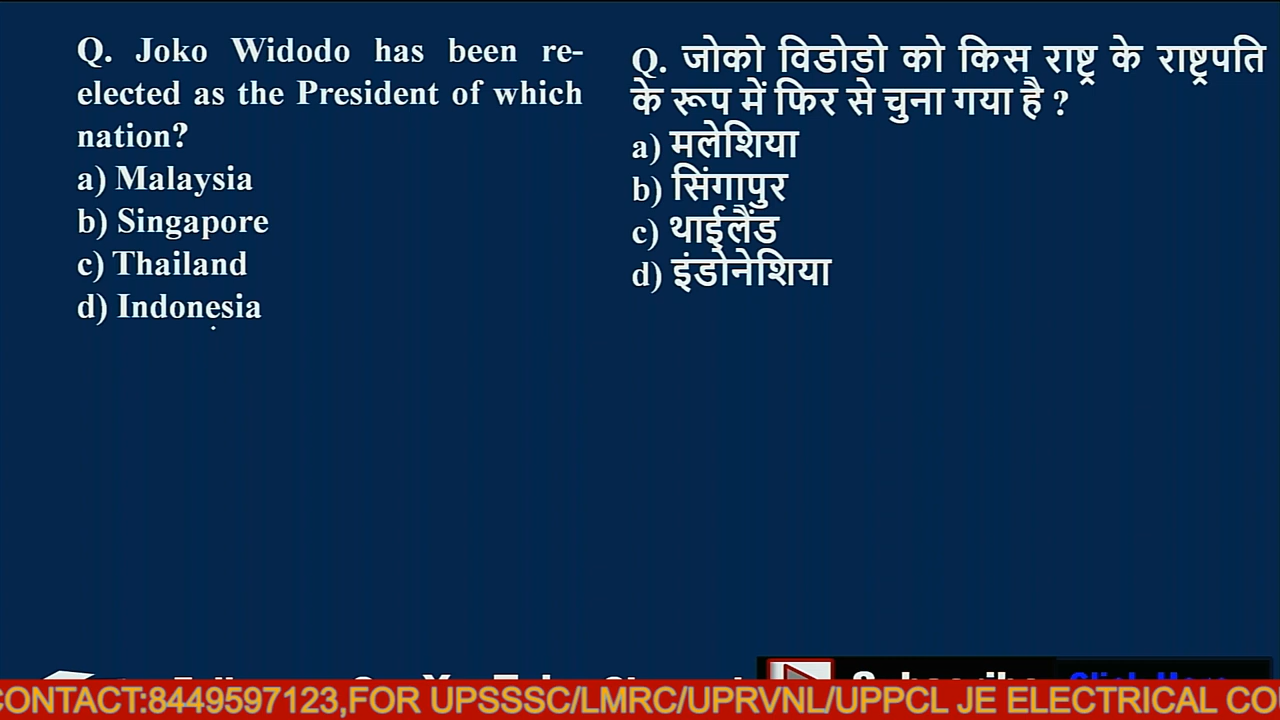 Q. Joko Widodo has been re-
elected as the President of which
nation?
a) Malaysia
b) Singapore
c) Thailand
d) Indonesia
Q. जोको विडोडो को किस राष्ट्र के राष्ट्रपति
के रूप में फिर से चुना गया है ?
a) मलेशिया
b) सिंगापुर
c) थाईलैंड
d) इंडोनेशिया
Subscribe Click Here
CONTACT:8449597123,FOR UPSSSC/LMRC/UPRVNL/UPPCL JE ELECTRICAL CO